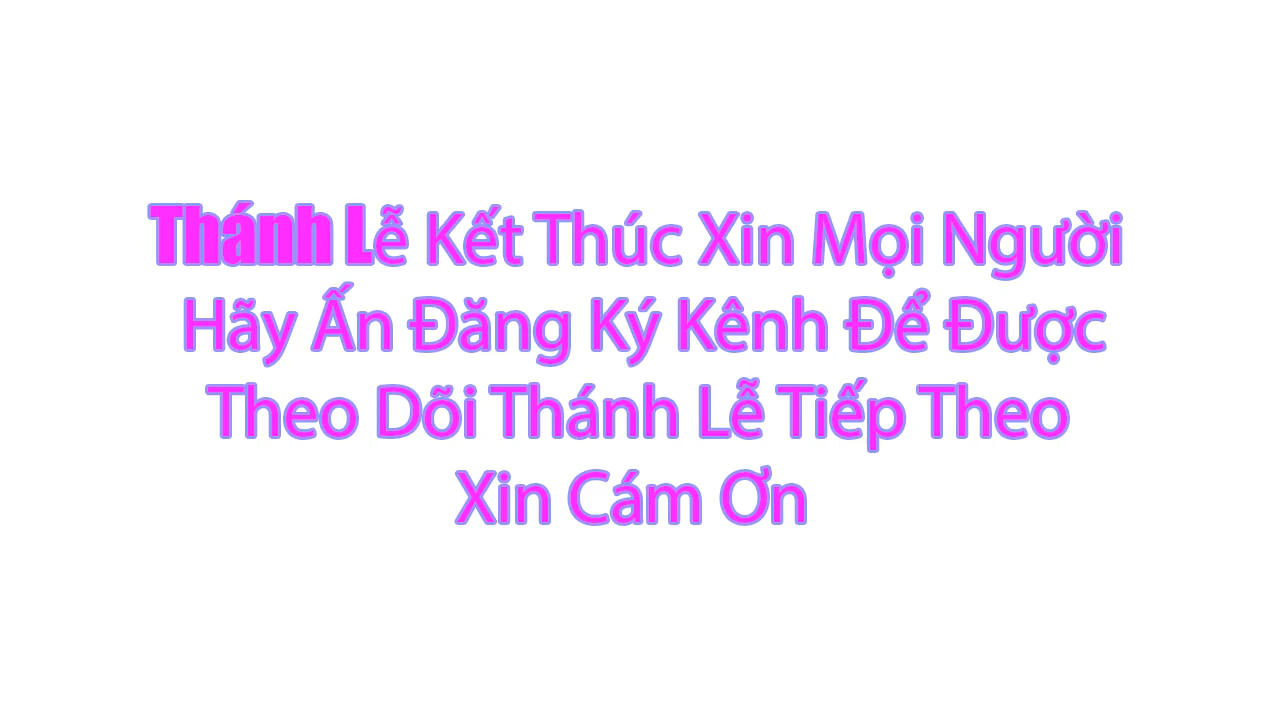 Thánh Lễ Kết Thúc Xin Mọi Người
Hãy Ấn Đăng Ký Kênh Để Được
Theo Dõi Thánh Lễ Tiếp Theo
Xin Cám Ơn